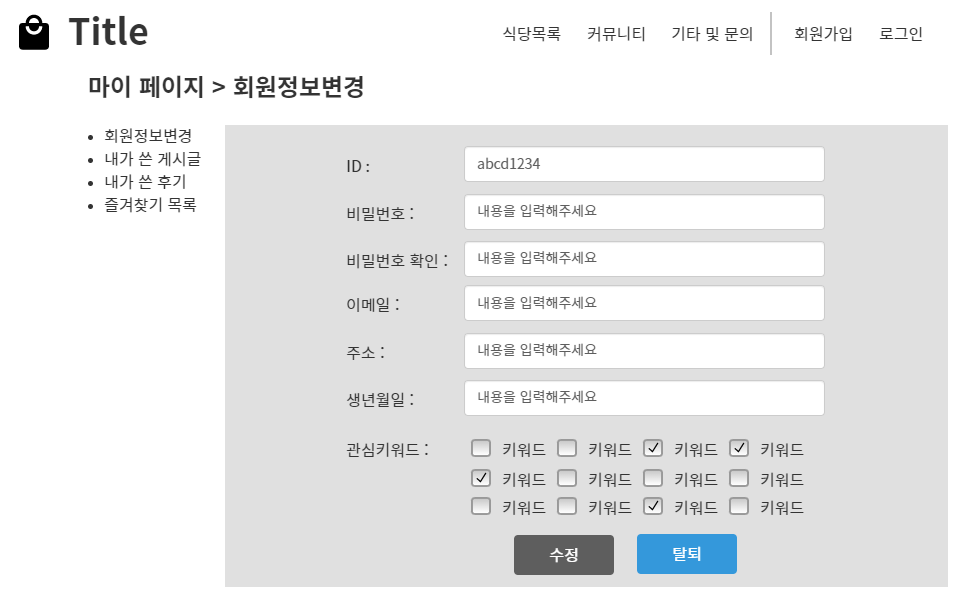 Title
식당목록 커뮤니티 기타 및 문의 회원가입 로그인
마이 페이지 > 회원정보변경
• 회원정보변경
• 내가 쓴 게시글
• 내가 쓴 후기
• 즐겨찾기 목록
ID : abcd1234
비밀번호 : 내용을 입력해주세요
비밀번호 확인 : 내용을 입력해주세요
이메일 : 내용을 입력해주세요
주소 : 내용을 입력해주세요
생년월일 : 내용을 입력해주세요
관심키워드 : 키워드 키워드 키워드 키워드
키워드 키워드 키워드 키워드
키워드 키워드 키워드 키워드
수정 탈퇴